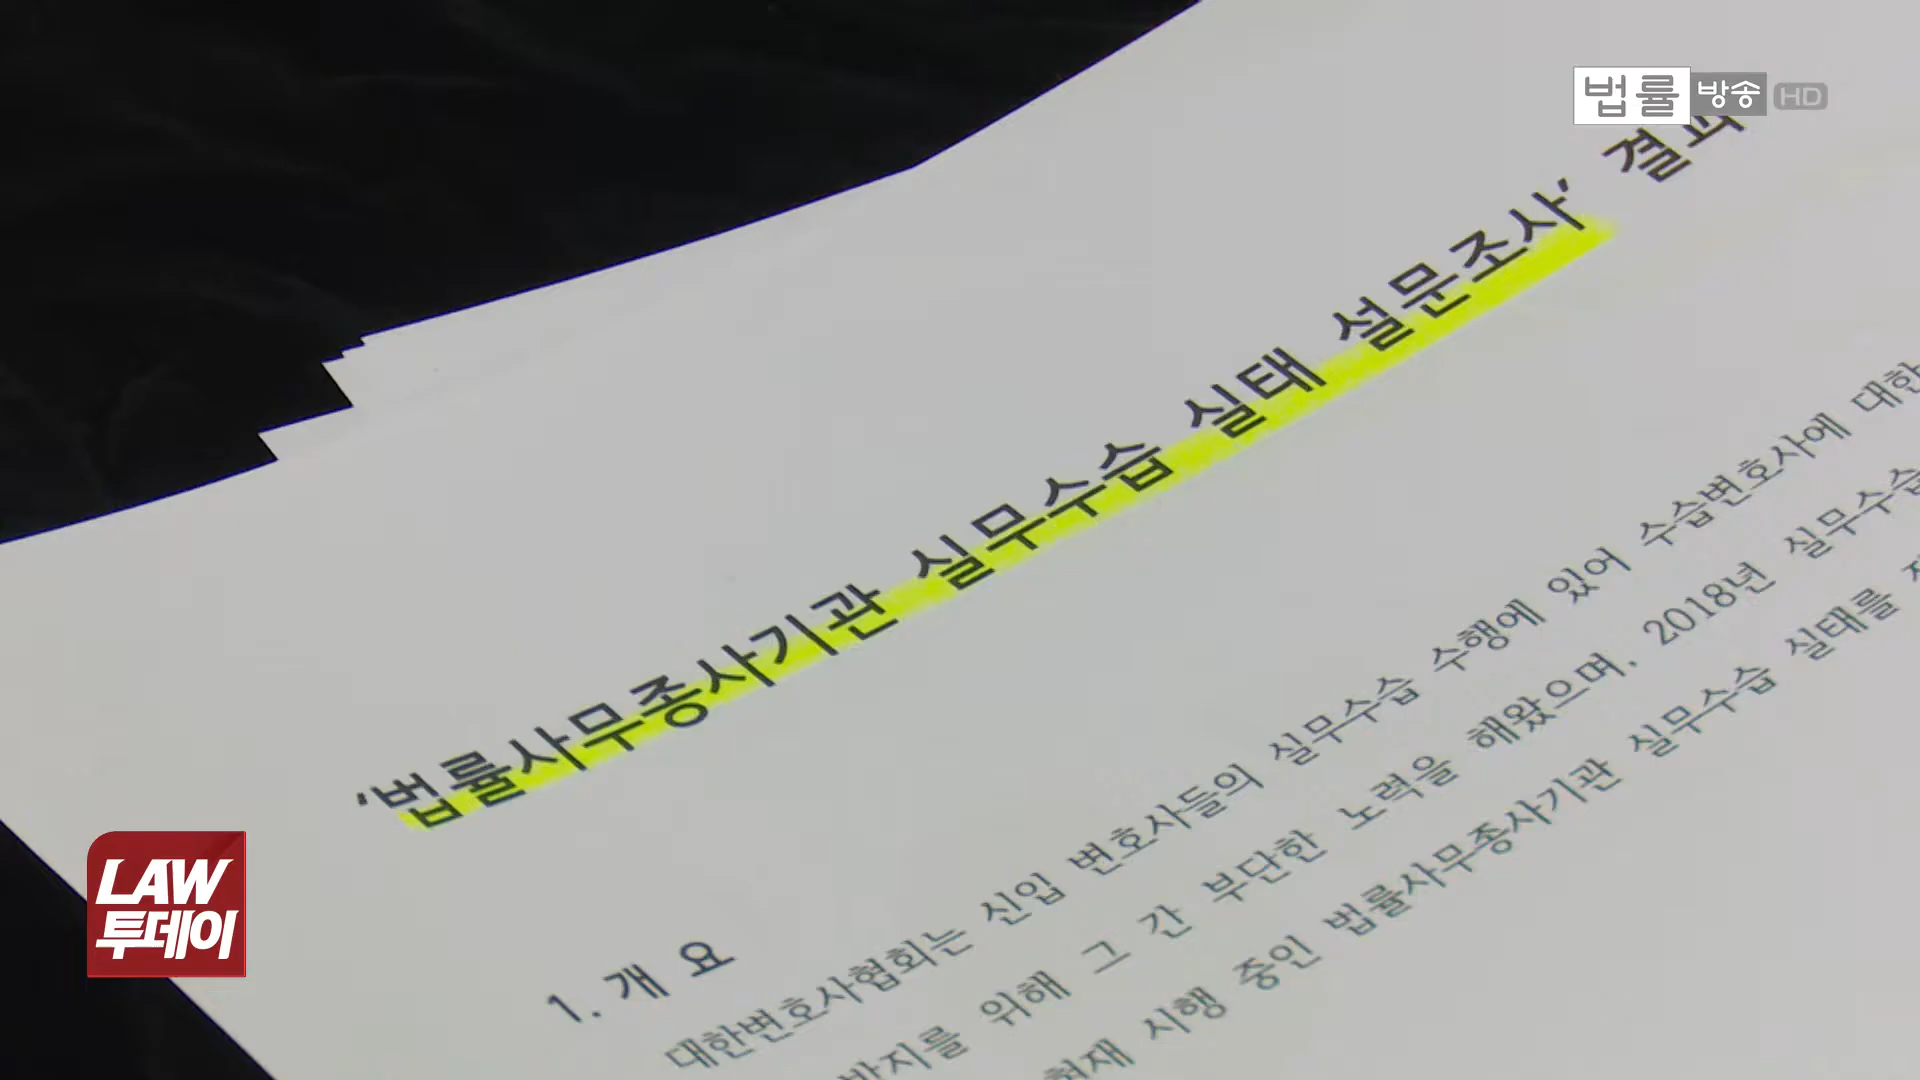 법률방송 HD
'법률사무종사기관 실무수습 실태 설문조사' 결과
1. 개 요
대한변호사협회는 신입 변호사들의 실무수습 수행에 있어 수습변호사에 대한
방지를 위해 그 간 부단한 노력을 해왔으며, 2018년 실무수습
현재 시행 중인 법률사무종사기관 실무수습 실태를
LAW
투데이